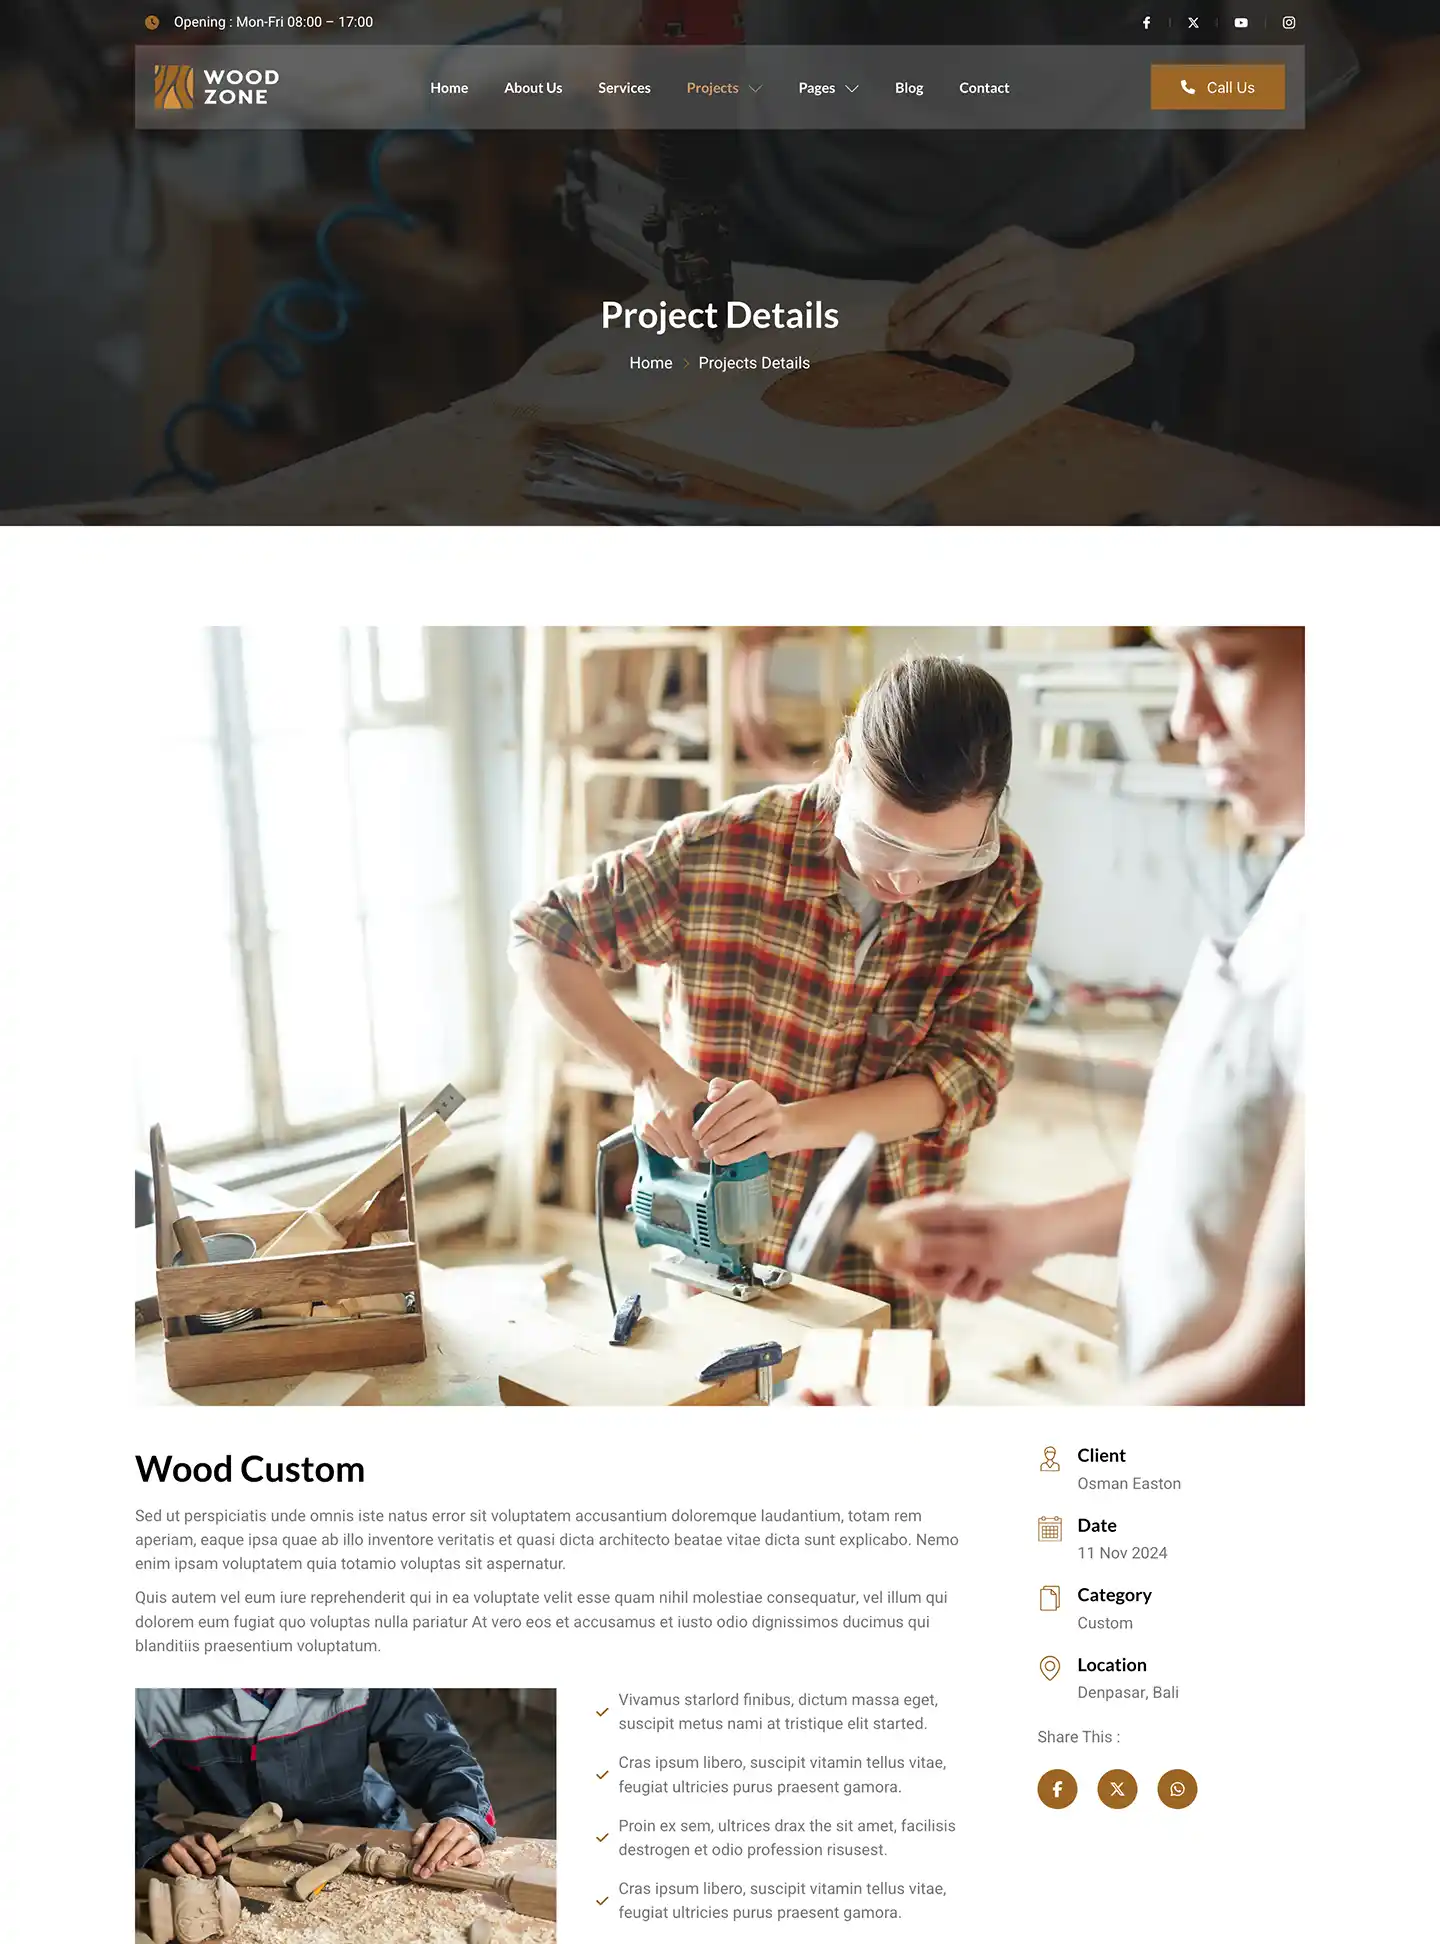 Opening : Mon-Fri 08:00 – 17:00
WOOD
ZONE
Home
About Us
Services
Projects
Pages
Blog
Contact
Call Us
Project Details
Home
Projects Details
Wood Custom
Sed ut perspiciatis unde omnis iste natus error sit voluptatem accusantium doloremque laudantium, totam rem
aperiam, eaque ipsa quae ab illo inventore veritatis et quasi dicta architecto beatae vitae dicta sunt explicabo. Nemo
enim ipsam voluptatem quia totamio voluptas sit aspernatur.
Quis autem vel eum iure reprehenderit qui in ea voluptate velit esse quam nihil molestiae consequatur, vel illum qui
dolorem eum fugiat quo voluptas nulla pariatur At vero eos et accusamus et iusto odio dignissimos ducimus qui
blanditiis praesentium voluptatum.
Vivamus starlord finibus, dictum massa eget,
suscipit metus nami at tristique elit started.
Cras ipsum libero, suscipit vitamin tellus vitae,
feugiat ultricies purus praesent gamora.
Proin ex sem, ultrices drax the sit amet, facilisis
destrogen et odio profession risusest.
Cras ipsum libero, suscipit vitamin tellus vitae,
feugiat ultricies purus praesent gamora.
Client
Osman Easton
Date
11 Nov 2024
Category
Custom
Location
Denpasar, Bali
Share This :